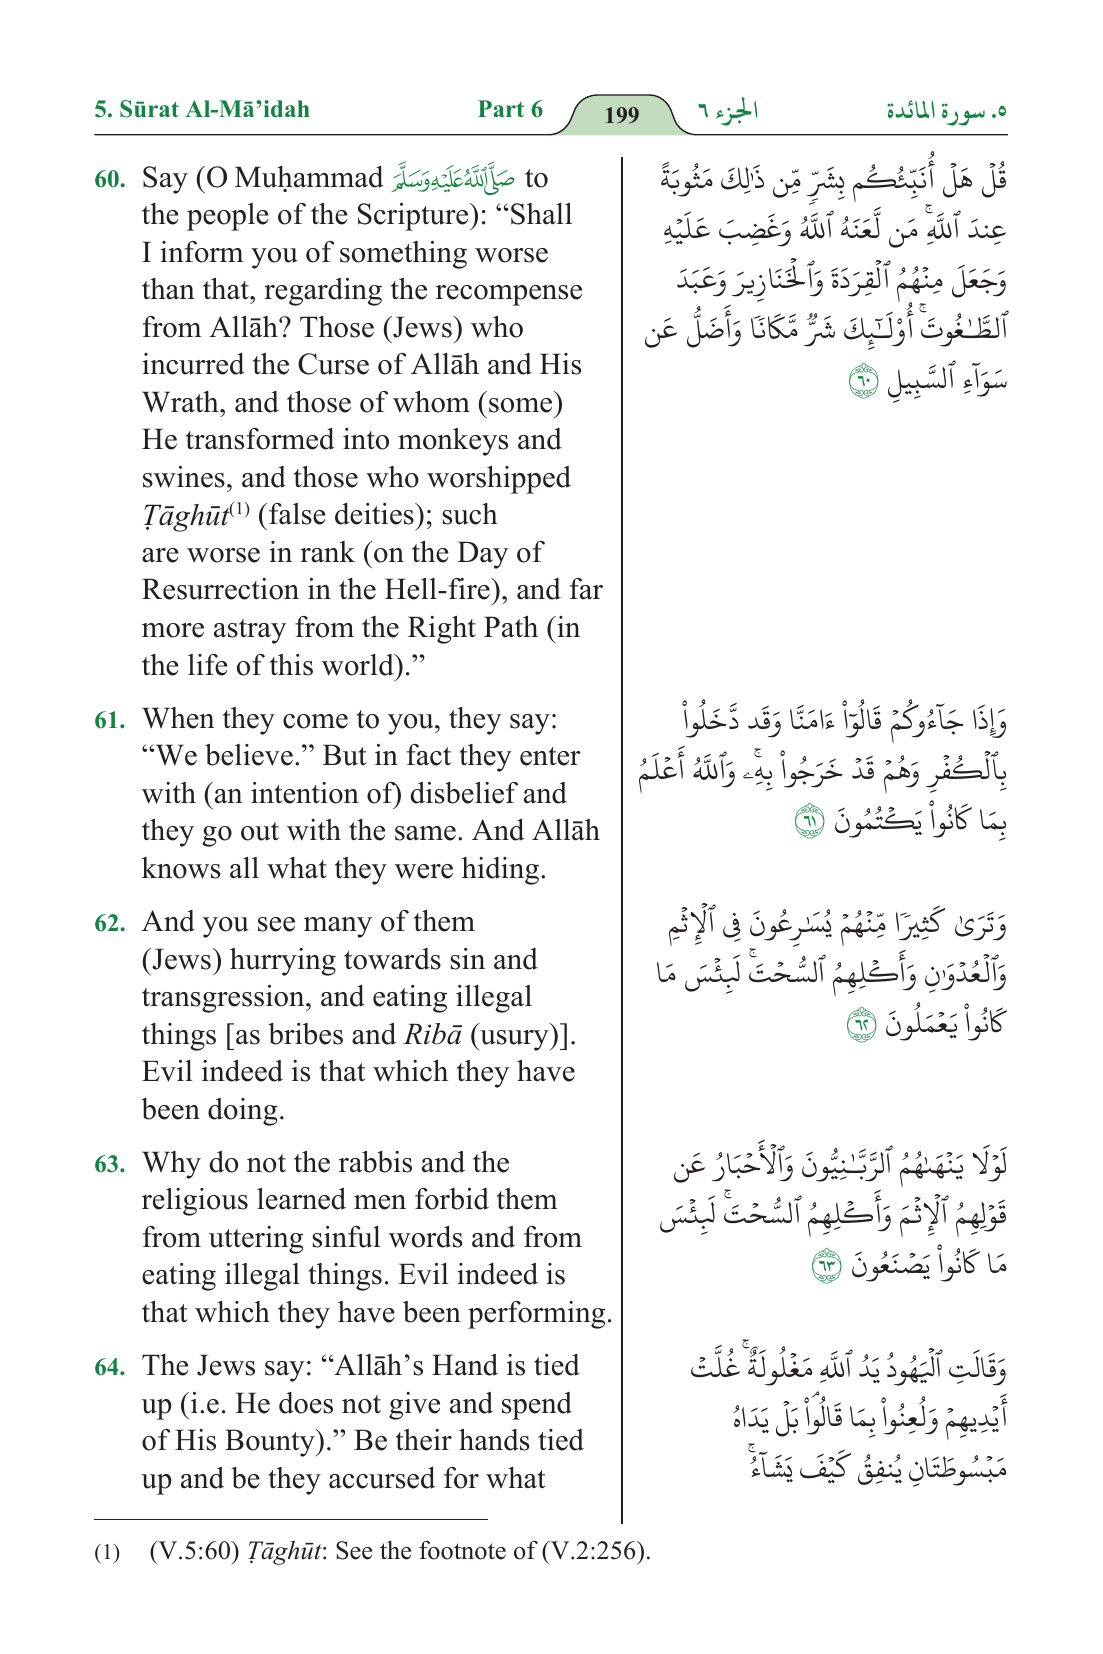 5. Sūrat Al-Mā’idah Part 6 199 الجزء ٦ ٥. سورة المائدة
60. Say (O Muḥammad صَلَّى اللَّهُ عَلَيْهِ وَسَلَّمَ to
the people of the Scripture): “Shall
I inform you of something worse
than that, regarding the recompense
from Allāh? Those (Jews) who
incurred the Curse of Allāh and His
Wrath, and those of whom (some)
He transformed into monkeys and
swines, and those who worshipped
Ṭāghūt(1) (false deities); such
are worse in rank (on the Day of
Resurrection in the Hell-fire), and far
more astray from the Right Path (in
the life of this world).”
قُلْ هَلْ أُنَبِّئُكُم بِشَرٍّ مِّن ذَٰلِكَ مَثُوبَةً
عِندَ ٱللَّهِۚ مَن لَّعَنَهُ ٱللَّهُ وَغَضِبَ عَلَيْهِ
وَجَعَلَ مِنْهُمُ ٱلْقِرَدَةَ وَٱلْخَنَازِيرَ وَعَبَدَ
ٱلطَّـٰغُوتَۚ أُو۟لَـٰٓئِكَ شَرٌّ مَّكَانًا وَأَضَلُّ عَن
سَوَآءِ ٱلسَّبِيلِ ٦٠
61. When they come to you, they say:
“We believe.” But in fact they enter
with (an intention of) disbelief and
they go out with the same. And Allāh
knows all what they were hiding.
وَإِذَا جَآءُوكُمْ قَالُوٓا۟ ءَامَنَّا وَقَد دَّخَلُوا۟
بِٱلْكُفْرِ وَهُمْ قَدْ خَرَجُوا۟ بِهِۦۚ وَٱللَّهُ أَعْلَمُ
بِمَا كَانُوا۟ يَكْتُمُونَ ٦١
62. And you see many of them
(Jews) hurrying towards sin and
transgression, and eating illegal
things [as bribes and Ribā (usury)].
Evil indeed is that which they have
been doing.
وَتَرَىٰ كَثِيرًا مِّنْهُمْ يُسَـٰرِعُونَ فِى ٱلْإِثْمِ
وَٱلْعُدْوَٰنِ وَأَكْلِهِمُ ٱلسُّحْتَۚ لَبِئْسَ مَا
كَانُوا۟ يَعْمَلُونَ ٦٢
63. Why do not the rabbis and the
religious learned men forbid them
from uttering sinful words and from
eating illegal things. Evil indeed is
that which they have been performing.
لَوْلَا يَنْهَىٰهُمُ ٱلرَّبَّـٰنِيُّونَ وَٱلْأَحْبَارُ عَن
قَوْلِهِمُ ٱلْإِثْمَ وَأَكْلِهِمُ ٱلسُّحْتَۚ لَبِئْسَ
مَا كَانُوا۟ يَصْنَعُونَ ٦٣
64. The Jews say: “Allāh’s Hand is tied
up (i.e. He does not give and spend
of His Bounty).” Be their hands tied
up and be they accursed for what
وَقَالَتِ ٱلْيَهُودُ يَدُ ٱللَّهِ مَغْلُولَةٌۚ غُلَّتْ
أَيْدِيهِمْ وَلُعِنُوا۟ بِمَا قَالُوا۟ۘ بَلْ يَدَاهُ
مَبْسُوطَتَانِ يُنفِقُ كَيْفَ يَشَآءُۚ
(1) (V.5:60) Ṭāghūt: See the footnote of (V.2:256).